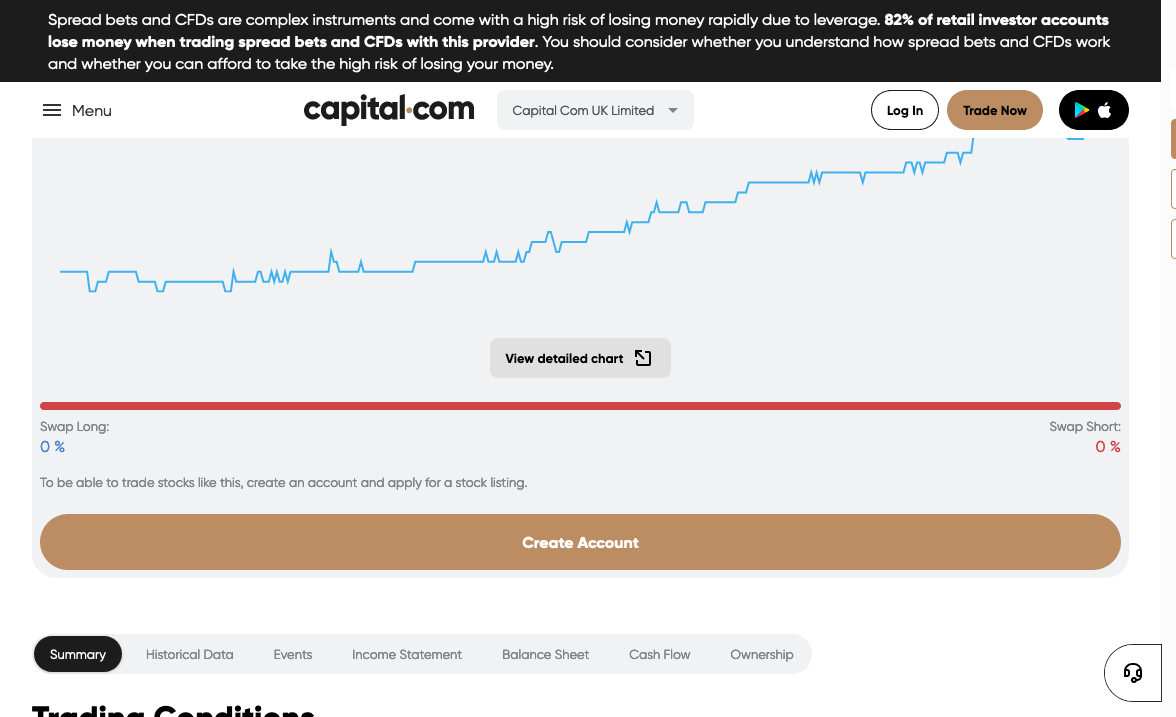 Spread bets and CFDs are complex instruments and come with a high risk of losing money rapidly due to leverage. 82% of retail investor accounts
lose money when trading spread bets and CFDs with this provider. You should consider whether you understand how spread bets and CFDs work
and whether you can afford to take the high risk of losing your money.
Menu
capital.com
Capital Com UK Limited
Log In
Trade Now
View detailed chart
Swap Long:
Swap Short:
0 %
0 %
To be able to trade stocks like this, create an account and apply for a stock listing.
Create Account
Summary
Historical Data
Events
Income Statement
Balance Sheet
Cash Flow
Ownership
Trading Conditions